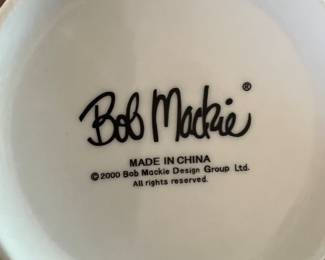 Bob Mackie®
MADE IN CHINA
©2000 Bob Mackie Design Group Ltd.
All rights reserved.